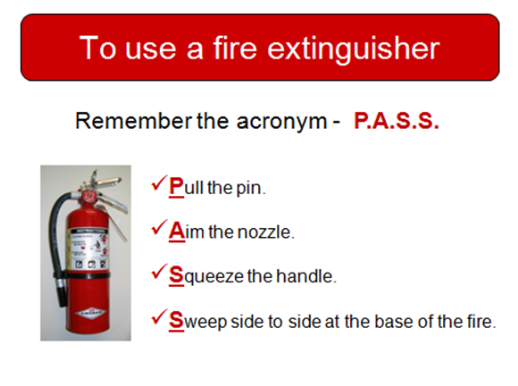 To use a fire extinguisher
Remember the acronym - P.A.S.S.
Pull the pin.
Aim the nozzle.
Squeeze the handle.
Sweep side to side at the base of the fire.